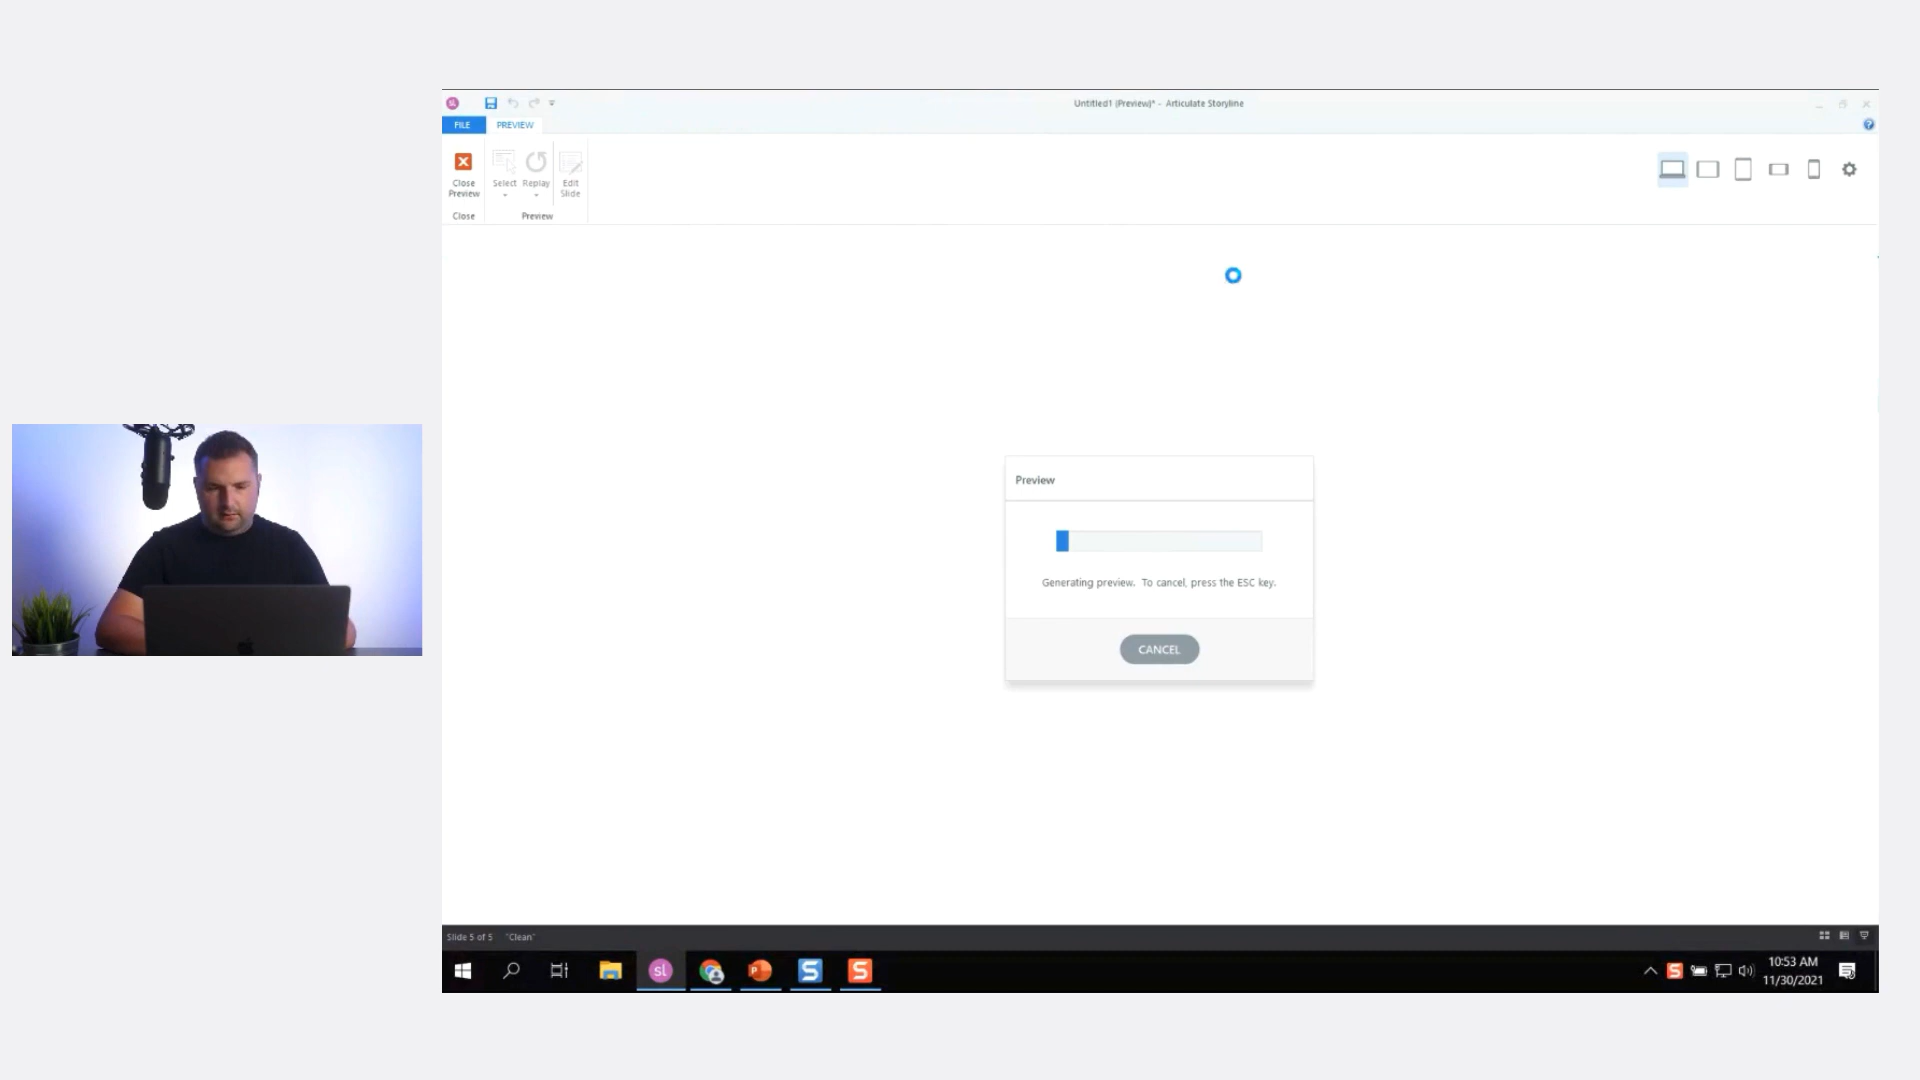 Untitled1 (Preview)* - Articulate Storyline
FILE
PREVIEW
Close Preview
Select
Replay
Edit Slide
Close
Preview
Preview
Generating preview. To cancel, press the ESC key.
CANCEL
Slide 5 of 5 "Clean"
sl
P
S
S
S
10:53 AM
11/30/2021